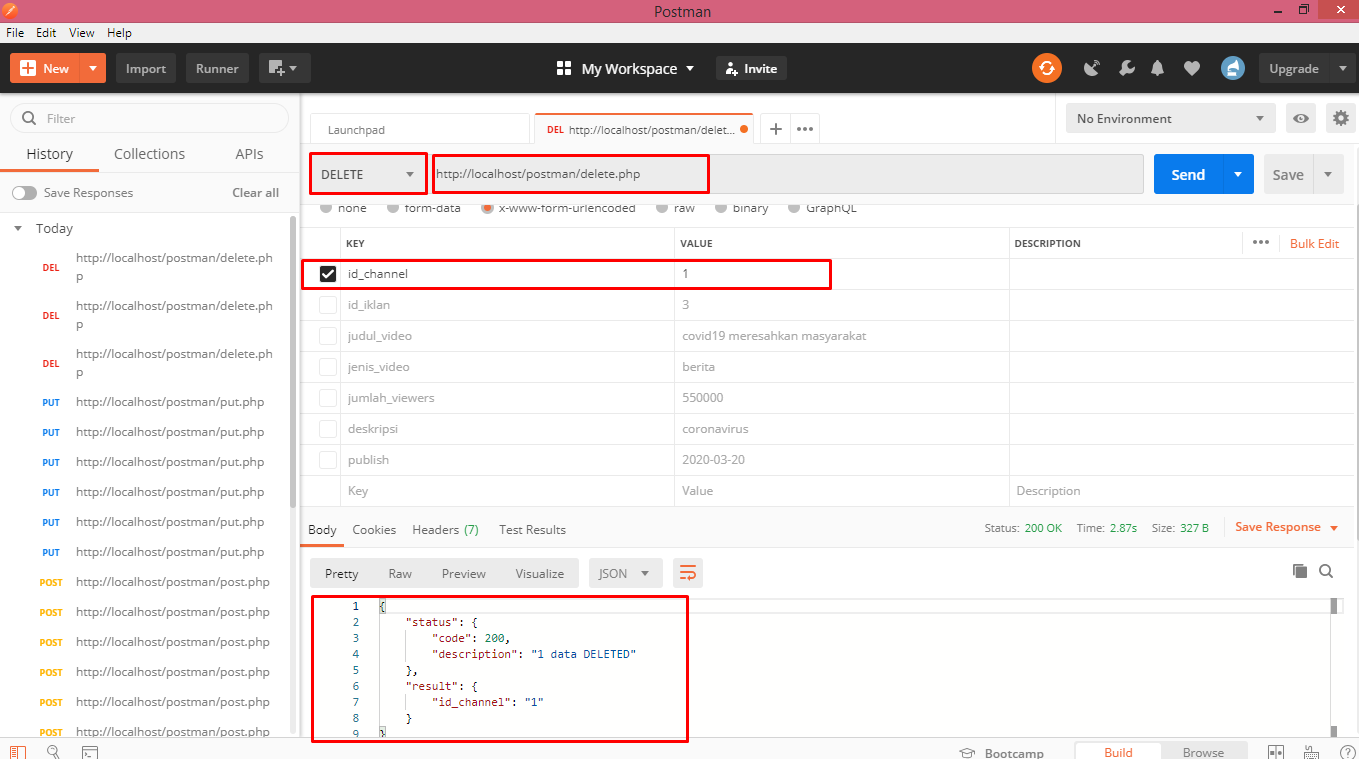 Postman
File Edit View Help
New Import Runner My Workspace Invite Upgrade
Filter
History Collections APIs
Save Responses Clear all
Today
DEL http://localhost/postman/delete.ph
p
DEL http://localhost/postman/delete.ph
p
DEL http://localhost/postman/delete.ph
p
PUT http://localhost/postman/put.php
PUT http://localhost/postman/put.php
PUT http://localhost/postman/put.php
PUT http://localhost/postman/put.php
PUT http://localhost/postman/put.php
PUT http://localhost/postman/put.php
POST http://localhost/postman/post.php
POST http://localhost/postman/post.php
POST http://localhost/postman/post.php
POST http://localhost/postman/post.php
POST http://localhost/postman/post.php
POST http://localhost/postman/post.php
Launchpad DEL http://localhost/postman/delet... No Environment
DELETE http://localhost/postman/delete.php Send Save
none form-data x-www-form-urlencoded raw binary GraphQL
KEY VALUE DESCRIPTION Bulk Edit
id_channel 1
id_iklan 3
judul_video covid19 meresahkan masyarakat
jenis_video berita
jumlah_viewers 550000
deskripsi coronavirus
publish 2020-03-20
Key Value Description
Body Cookies Headers (7) Test Results Status: 200 OK Time: 2.87s Size: 327 B Save Response
Pretty Raw Preview Visualize JSON
1 {
2 "status": {
3 "code": 200,
4 "description": "1 data DELETED"
5 },
6 "result": {
7 "id_channel": "1"
8 }
9 }
Bootcamp Build Browse